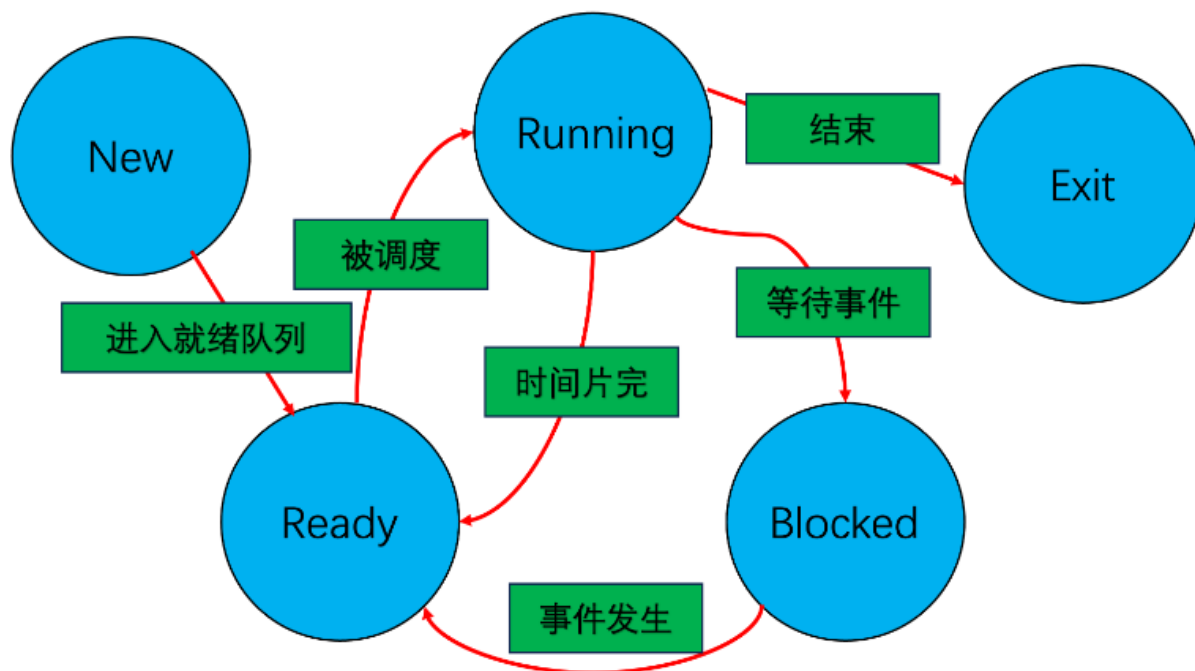 New
Running
Exit
结束
被调度
等待事件
进入就绪队列
时间片完
Ready
Blocked
事件发生